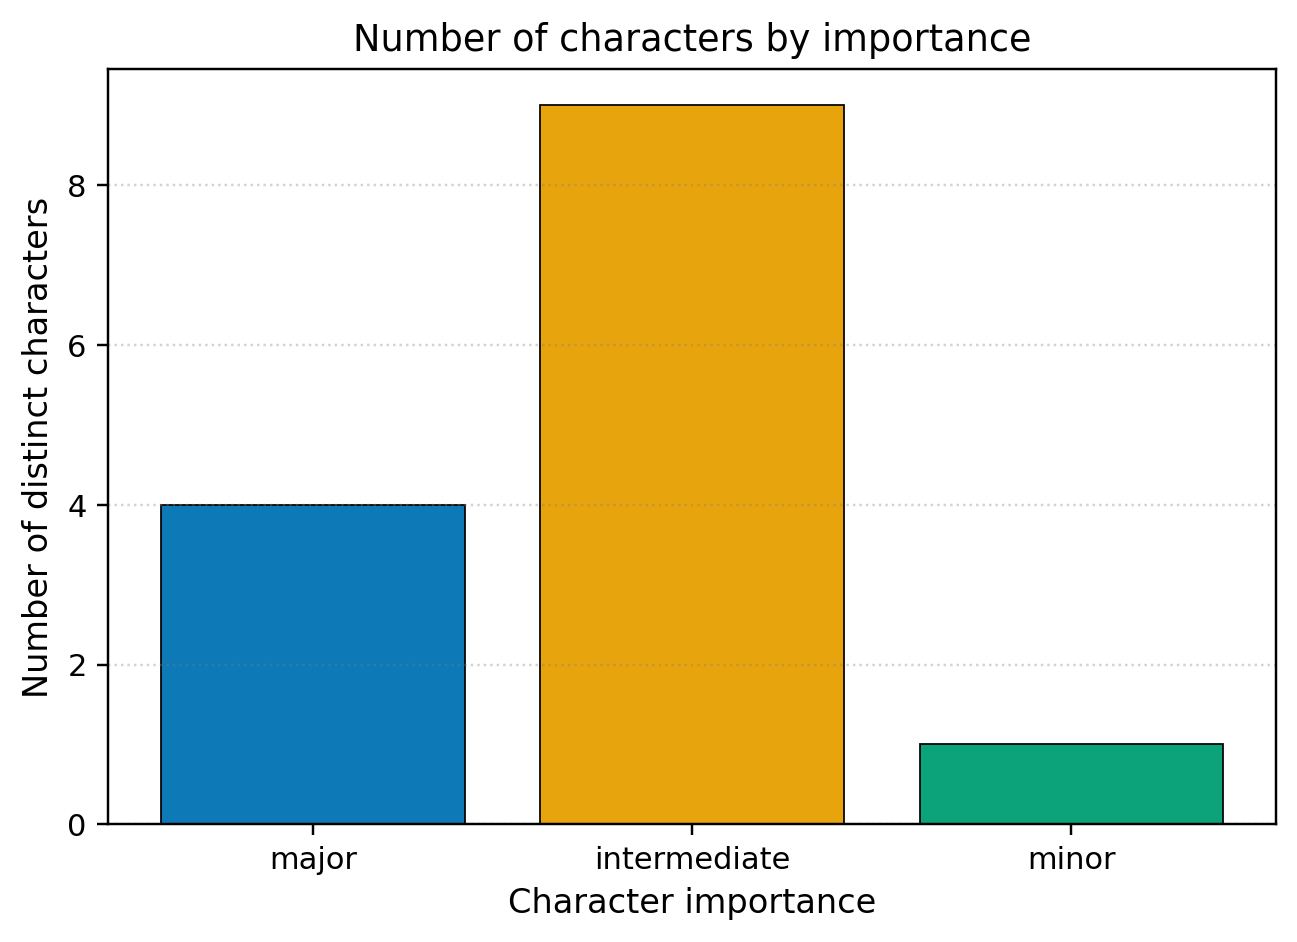 Number of characters by importance
Number of distinct characters
8
6
4
2
0
major intermediate minor
Character importance